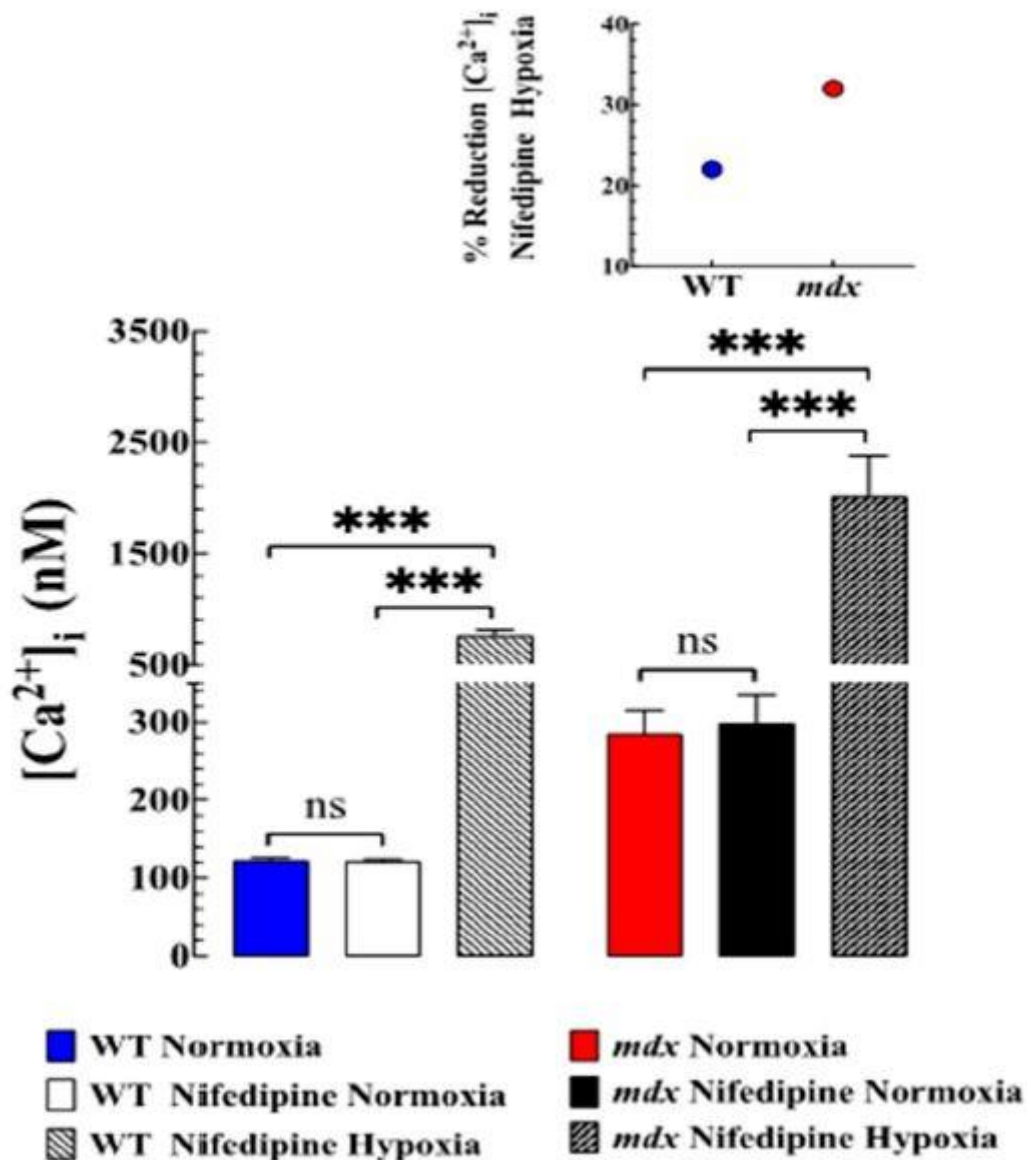 % Reduction [Ca²⁺]ᵢ
Nifedipine Hypoxia
40
30
20
10
WT
mdx
[Ca²⁺]ᵢ (nM)
3500
2500
1500
500
300
200
100
0
***
***
ns
***
***
ns
WT Normoxia
WT Nifedipine Normoxia
WT Nifedipine Hypoxia
mdx Normoxia
mdx Nifedipine Normoxia
mdx Nifedipine Hypoxia